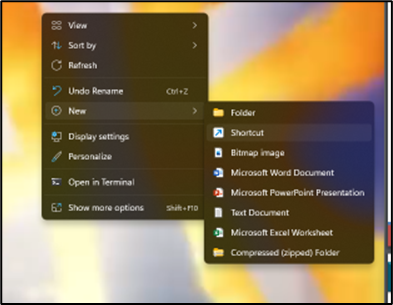 View
Sort by
Refresh
Undo Rename Ctrl+Z
New
Display settings
Personalize
Open in Terminal
Show more options Shift+F10
Folder
Shortcut
Bitmap image
Microsoft Word Document
Microsoft PowerPoint Presentation
Text Document
Microsoft Excel Worksheet
Compressed (zipped) Folder